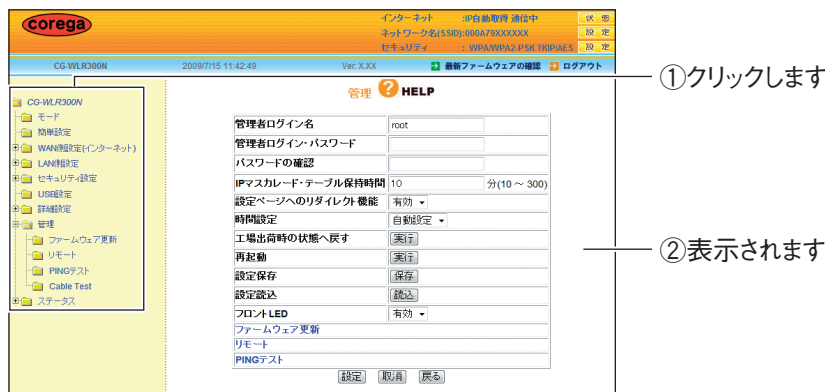 corega
インターネット :IP自動取得 通信中 状 態
ネットワーク名(SSID):000A79XXXXXX 設 定
セキュリティ : WPA/WPA2-PSK TKIP/AES 設 定
CG-WLR300N 2009/7/15 11:42:49 Ver: X.XX 最新ファームウェアの確認 ログアウト
①クリックします
管理 ? HELP
CG-WLR300N
モード
簡単設定
WAN側設定(インターネット)
LAN側設定
セキュリティ設定
USB設定
詳細設定
管理
ファームウェア更新
リモート
PINGテスト
Cable Test
ステータス
管理者ログイン名 root
管理者ログイン・パスワード
パスワードの確認
IPマスカレード・テーブル保持時間 10 分(10 ～ 300)
設定ページへのリダイレクト機能 有効
時間設定 自動設定
工場出荷時の状態へ戻す 実行
再起動 実行
設定保存 保存
設定読込 読込
フロントLED 有効
ファームウェア更新
リモート
PINGテスト
設定 取消 戻る
②表示されます